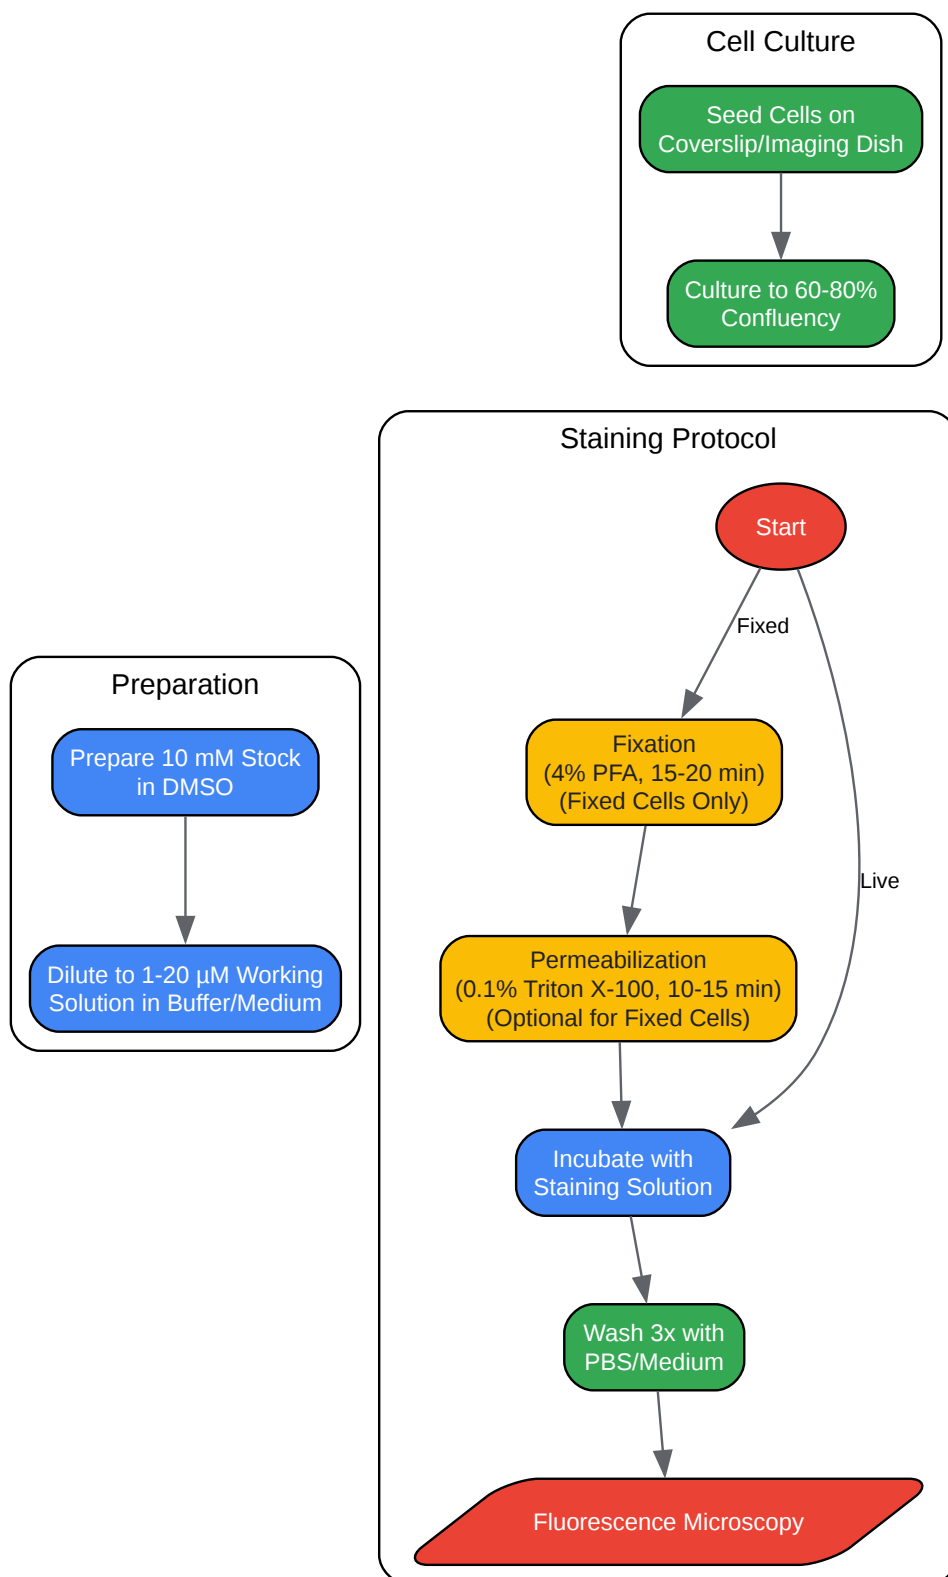 Cell Culture
Seed Cells on
Coverslip/Imaging Dish
Culture to 60-80%
Confluency
Staining Protocol
Start
Fixed
Preparation
Prepare 10 mM Stock
in DMSO
Dilute to 1-20 µM Working
Solution in Buffer/Medium
Fixation
(4% PFA, 15-20 min)
(Fixed Cells Only)
Live
Permeabilization
(0.1% Triton X-100, 10-15 min)
(Optional for Fixed Cells)
Incubate with
Staining Solution
Wash 3x with
PBS/Medium
Fluorescence Microscopy